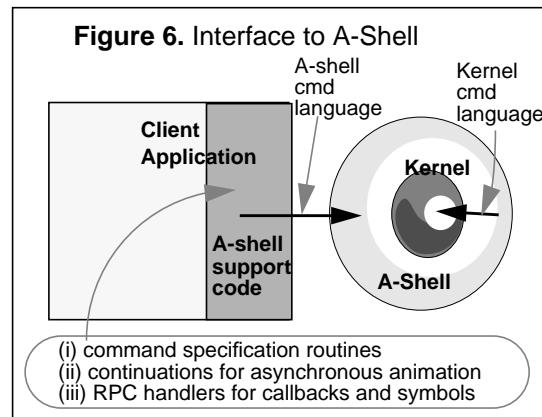 Figure 6. Interface to A-Shell
A-shell
cmd
language
Kernel
cmd
language
Client
Application
Kernel
A-shell
support
code
A-Shell
(i) command specification routines
(ii) continuations for asynchronous animation
(iii) RPC handlers for callbacks and symbols